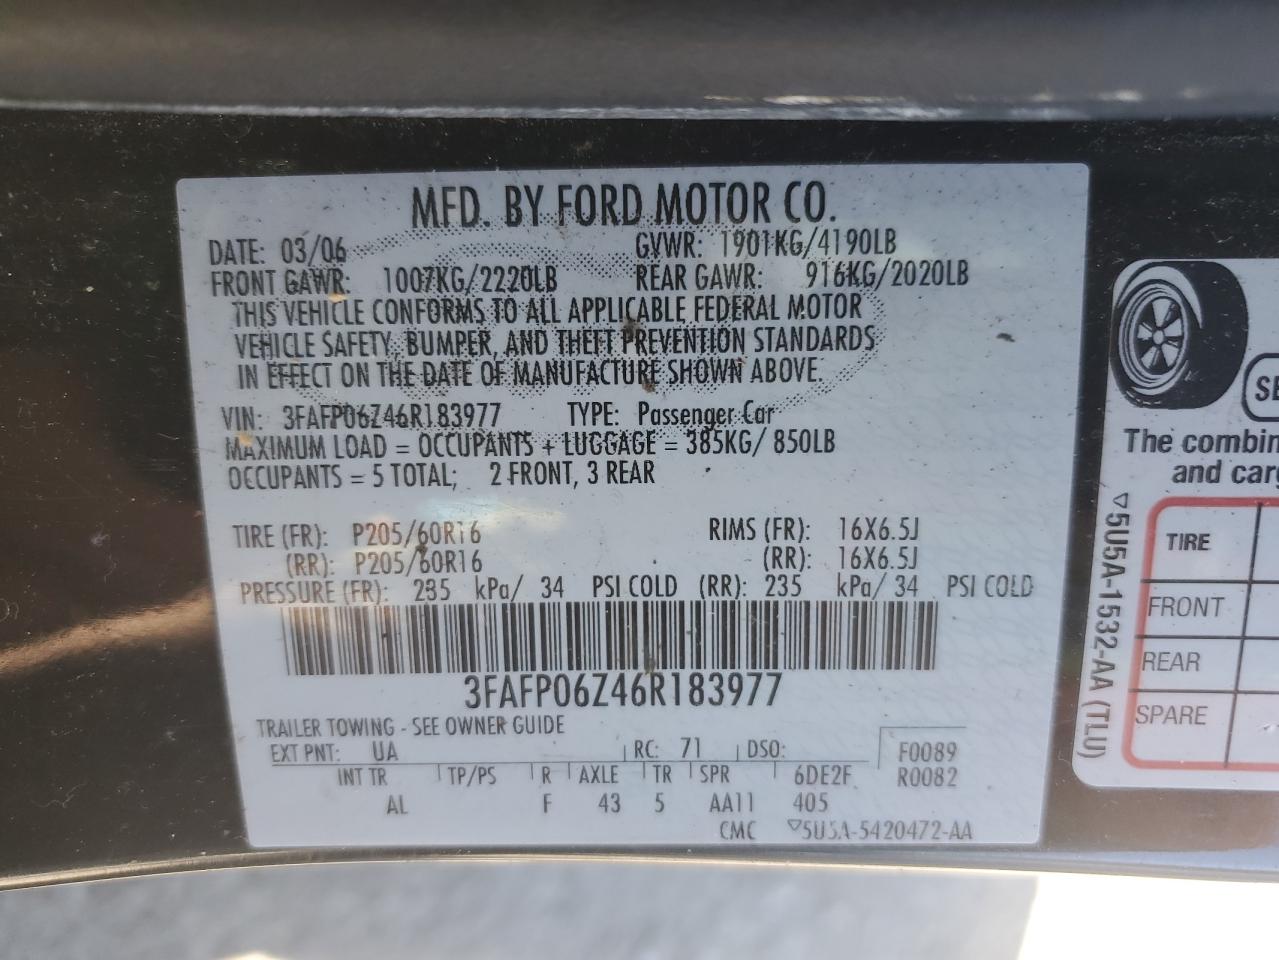 MFD. BY FORD MOTOR CO.
DATE: 03/06 GVWR: 1901KG/4190LB
FRONT GAWR: 1007KG/2220LB REAR GAWR: 916KG/2020LB
THIS VEHICLE CONFORMS TO ALL APPLICABLE FEDERAL MOTOR
VEHICLE SAFETY, BUMPER, AND THEFT PREVENTION STANDARDS
IN EFFECT ON THE DATE OF MANUFACTURE SHOWN ABOVE.
VIN: 3FAFP06Z46R183977 TYPE: Passenger Car
MAXIMUM LOAD = OCCUPANTS + LUGGAGE = 385KG/ 850LB
OCCUPANTS = 5 TOTAL; 2 FRONT, 3 REAR
TIRE (FR): P205/60R16 RIMS (FR): 16X6.5J
(RR): P205/60R16 (RR): 16X6.5J
PRESSURE (FR): 235 kPa/ 34 PSI COLD (RR): 235 kPa/ 34 PSI COLD
3FAFP06Z46R183977
TRAILER TOWING - SEE OWNER GUIDE
EXT PNT: UA RC: 71 DSO: F0089
INT TR TP/PS R AXLE TR SPR 6DE2F R0082
AL F 43 5 AA11 405
CMC ▽5U5A-5420472-AA
The
and
▽5U5A-1532-AA (TLU)
TIRE
FRONT
REAR
SPARE